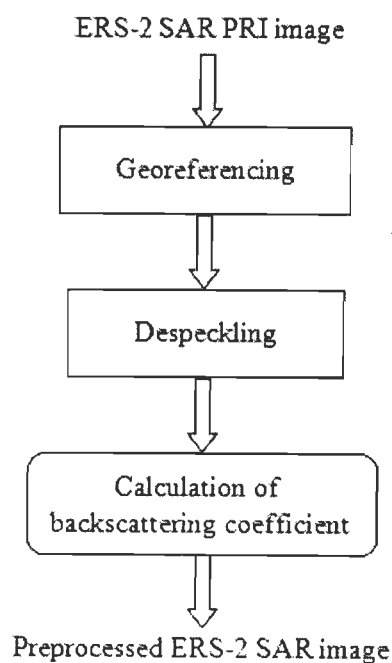 ERS-2 SAR PRI image
Georeferencing
Despeckling
Calculation of
backscattering coefficient
Preprocessed ERS-2 SAR image